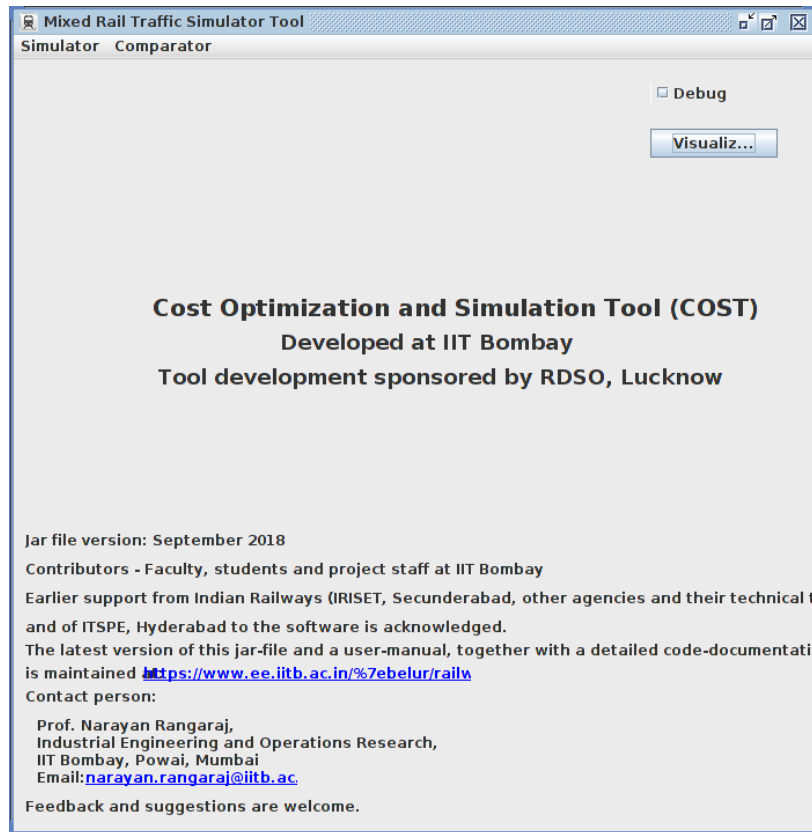 Mixed Rail Traffic Simulator Tool
Simulator Comparator
Debug
Visualiz...
Cost Optimization and Simulation Tool (COST)
Developed at IIT Bombay
Tool development sponsored by RDSO, Lucknow
Jar file version: September 2018
Contributors - Faculty, students and project staff at IIT Bombay
Earlier support from Indian Railways (IRISET, Secunderabad, other agencies and their technical
and of ITSPE, Hyderabad to the software is acknowledged.
The latest version of this jar-file and a user-manual, together with a detailed code-documentati
is maintained https://www.ee.iitb.ac.in/%7ebelur/railw
Contact person:
Prof. Narayan Rangaraj,
Industrial Engineering and Operations Research,
IIT Bombay, Powai, Mumbai
Email:narayan.rangaraj@iitb.ac.
Feedback and suggestions are welcome.